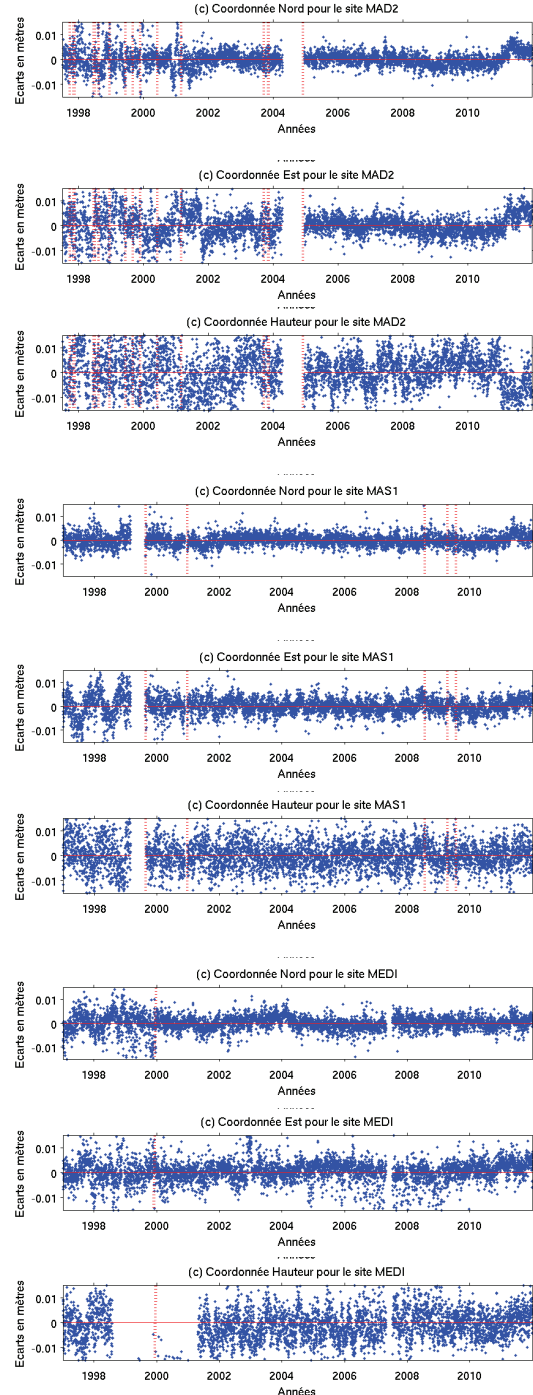 (c) Coordonnée Nord pour le site MAD2
Ecarts en mètres
0.01
0
-0.01
1998 2000 2002 2004 2006 2008 2010
Années
(c) Coordonnée Est pour le site MAD2
Ecarts en mètres
0.01
0
-0.01
1998 2000 2002 2004 2006 2008 2010
Années
(c) Coordonnée Hauteur pour le site MAD2
Ecarts en mètres
0.01
0
-0.01
1998 2000 2002 2004 2006 2008 2010
Années
(c) Coordonnée Nord pour le site MAS1
Ecarts en mètres
0.01
0
-0.01
1998 2000 2002 2004 2006 2008 2010
Années
(c) Coordonnée Est pour le site MAS1
Ecarts en mètres
0.01
0
-0.01
1998 2000 2002 2004 2006 2008 2010
Années
(c) Coordonnée Hauteur pour le site MAS1
Ecarts en mètres
0.01
0
-0.01
1998 2000 2002 2004 2006 2008 2010
Années
(c) Coordonnée Nord pour le site MEDI
Ecarts en mètres
0.01
0
-0.01
1998 2000 2002 2004 2006 2008 2010
Années
(c) Coordonnée Est pour le site MEDI
Ecarts en mètres
0.01
0
-0.01
1998 2000 2002 2004 2006 2008 2010
Années
(c) Coordonnée Hauteur pour le site MEDI
Ecarts en mètres
0.01
0
-0.01
1998 2000 2002 2004 2006 2008 2010
Années